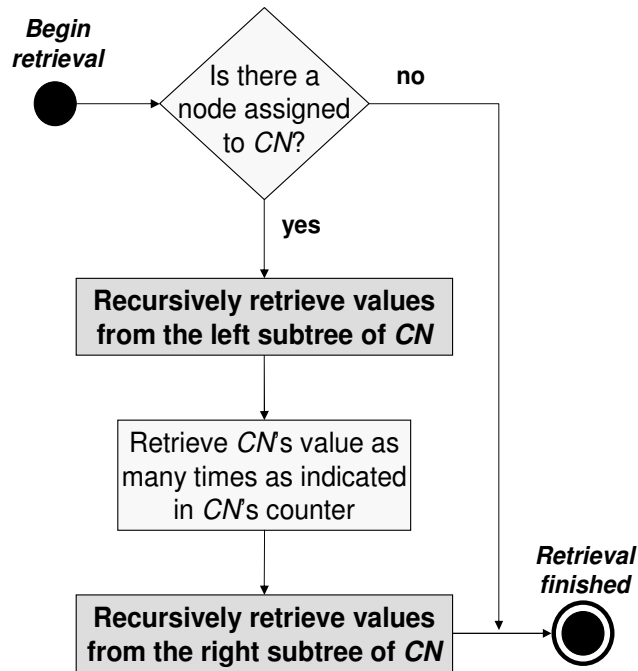 Begin
retrieval
Is there a
node assigned
to CN?
no
yes
Recursively retrieve values
from the left subtree of CN
Retrieve CN's value as
many times as indicated
in CN's counter
Retrieval
finished
Recursively retrieve values
from the right subtree of CN